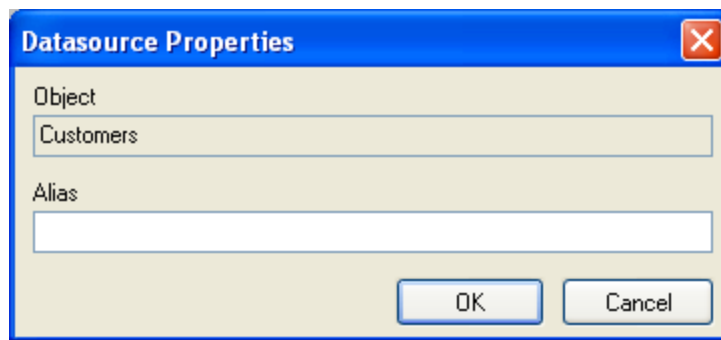 Datasource Properties
Object
Customers
Alias
OK Cancel